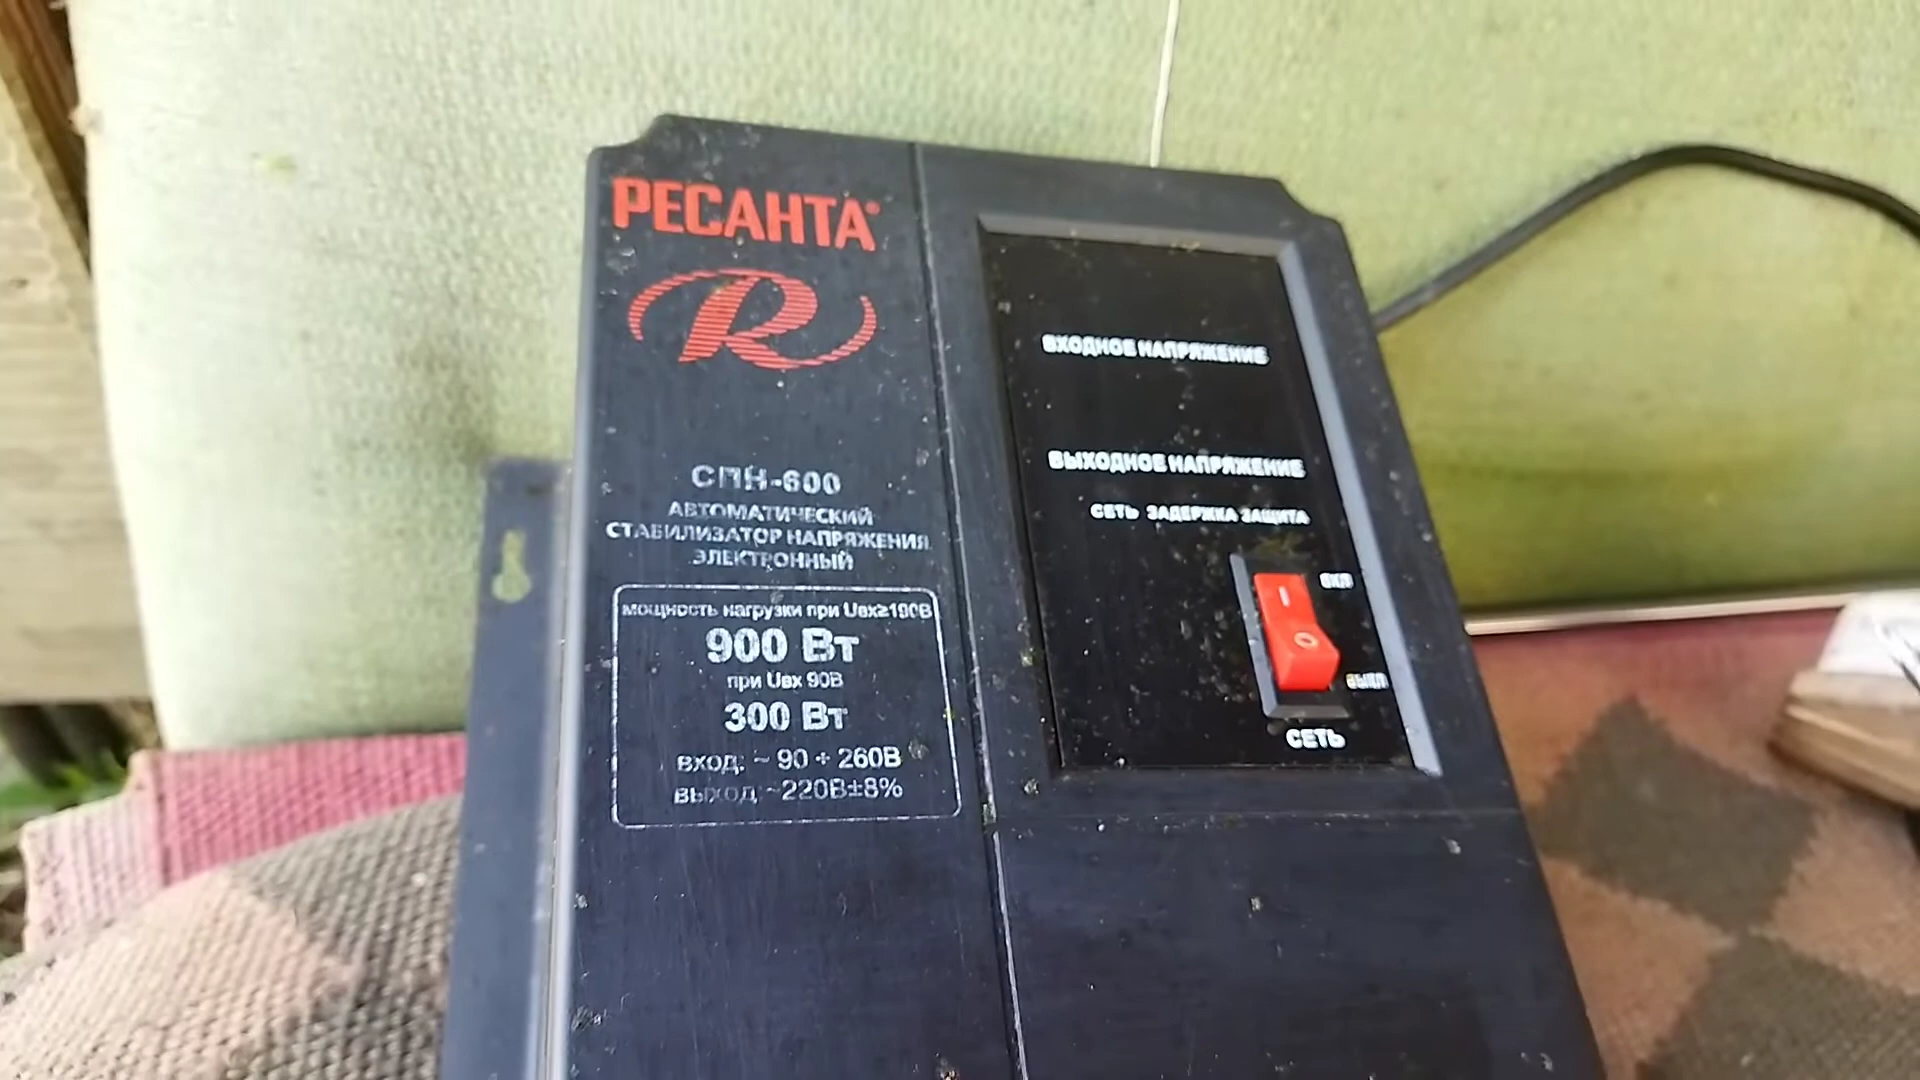 РЕСАНТА®
R
СПН-600
АВТОМАТИЧЕСКИЙ
СТАБИЛИЗАТОР НАПРЯЖЕНИЯ
ЭЛЕКТРОННЫЙ
мощность нагрузки при Uвх≥190В
900 Вт
при Uвх 90В
300 Вт
ВХОД: ~ 90 ÷ 260В
ВЫХОД: ~220В±8%
ВХОДНОЕ НАПРЯЖЕНИЕ
ВЫХОДНОЕ НАПРЯЖЕНИЕ
СЕТЬ ЗАДЕРЖКА ЗАЩИТА
ВКЛ
ВЫКЛ
СЕТЬ